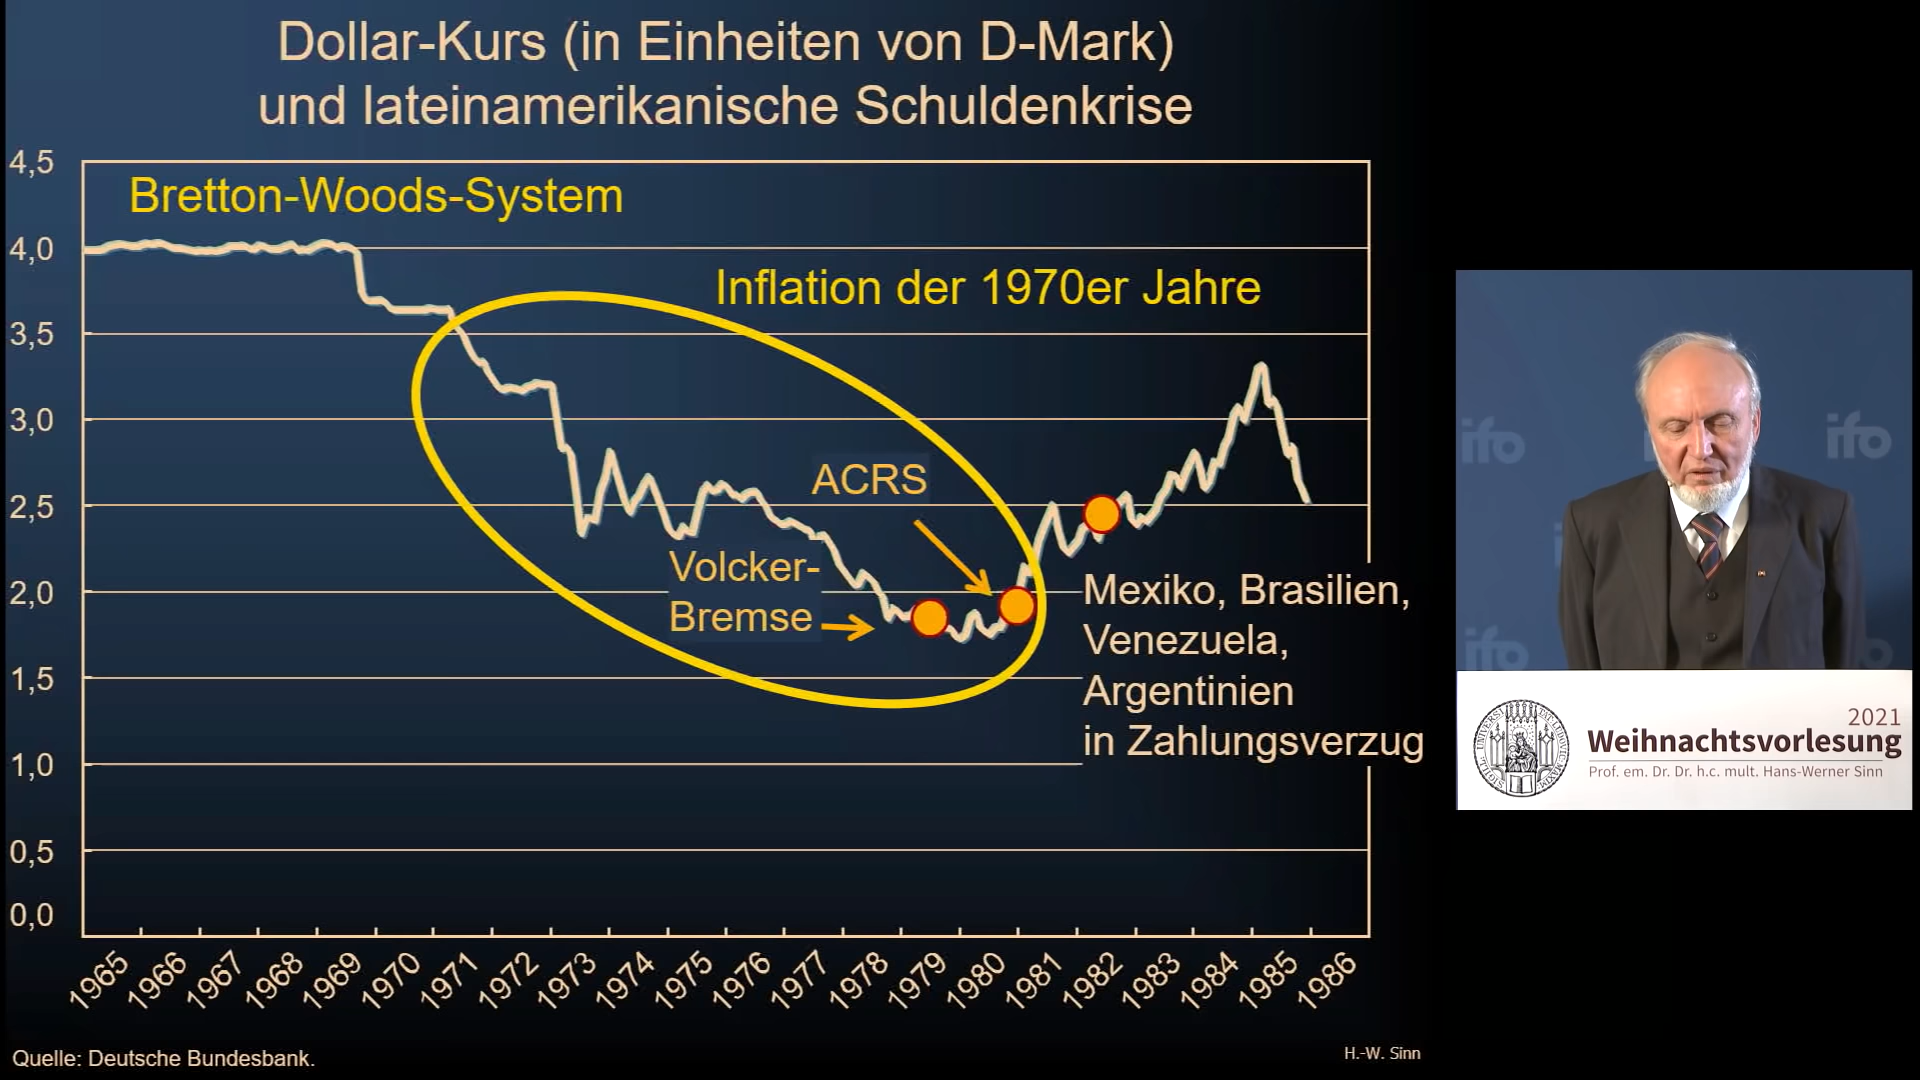 Dollar-Kurs (in Einheiten von D-Mark)
und lateinamerikanische Schuldenkrise
4,5
4,0
3,5
3,0
2,5
2,0
1,5
1,0
0,5
0,0
Bretton-Woods-System
Inflation der 1970er Jahre
ACRS
Volcker-
Bremse
Mexiko, Brasilien,
Venezuela,
Argentinien
in Zahlungsverzug
1965 1966 1967 1968 1969 1970 1971 1972 1973 1974 1975 1976 1977 1978 1979 1980 1981 1982 1983 1984 1985 1986
Quelle: Deutsche Bundesbank.
H.-W. Sinn
ifo
ifo
ifo
2021
Weihnachtsvorlesung
Prof. em. Dr. Dr. h.c. mult. Hans-Werner Sinn